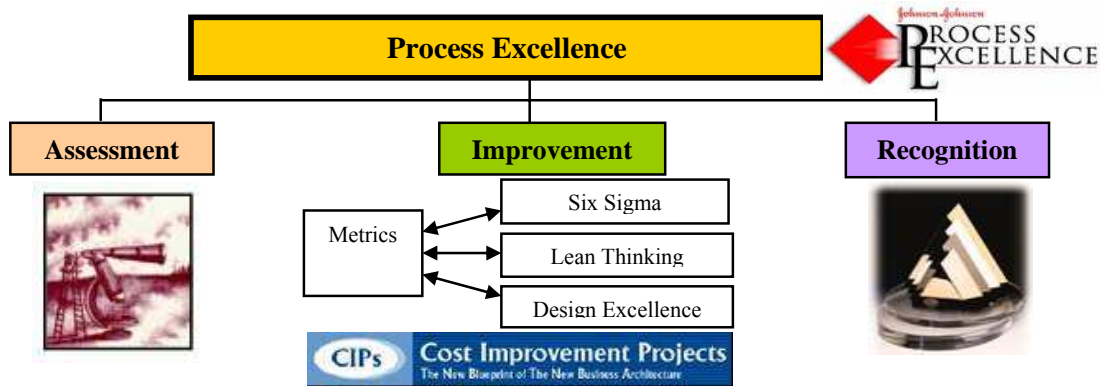 Process Excellence
Johnson & Johnson
PROCESS
EXCELLENCE
Assessment
Improvement
Recognition
Metrics
Six Sigma
Lean Thinking
Design Excellence
CIPs
Cost Improvement Projects
The New Blueprint of The New Business Architecture